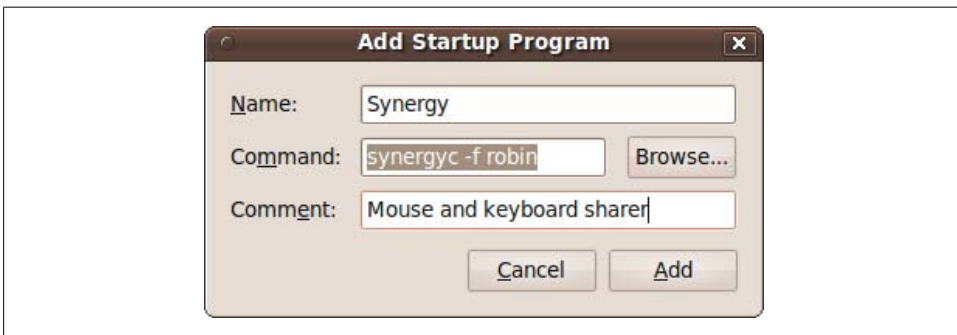 Add Startup Program
Name: Synergy
Command: synergyc -f robin Browse...
Comment: Mouse and keyboard sharer
Cancel Add